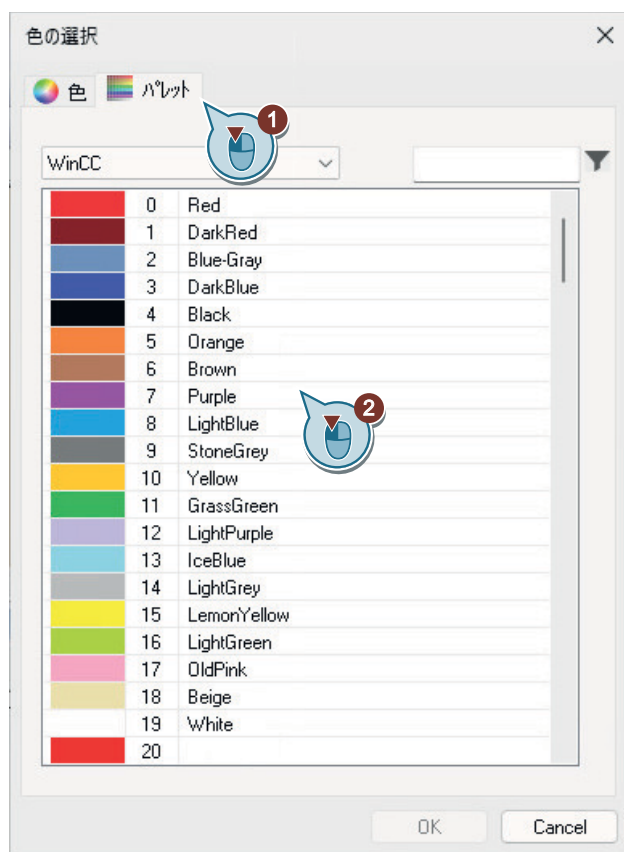 色の選択
色 パレット
1
WinCC
0 Red
1 DarkRed
2 Blue-Gray
3 DarkBlue
4 Black
5 Orange
6 Brown
7 Purple
2
8 LightBlue
9 StoneGrey
10 Yellow
11 GrassGreen
12 LightPurple
13 IceBlue
14 LightGrey
15 LemonYellow
16 LightGreen
17 OldPink
18 Beige
19 White
20
OK Cancel